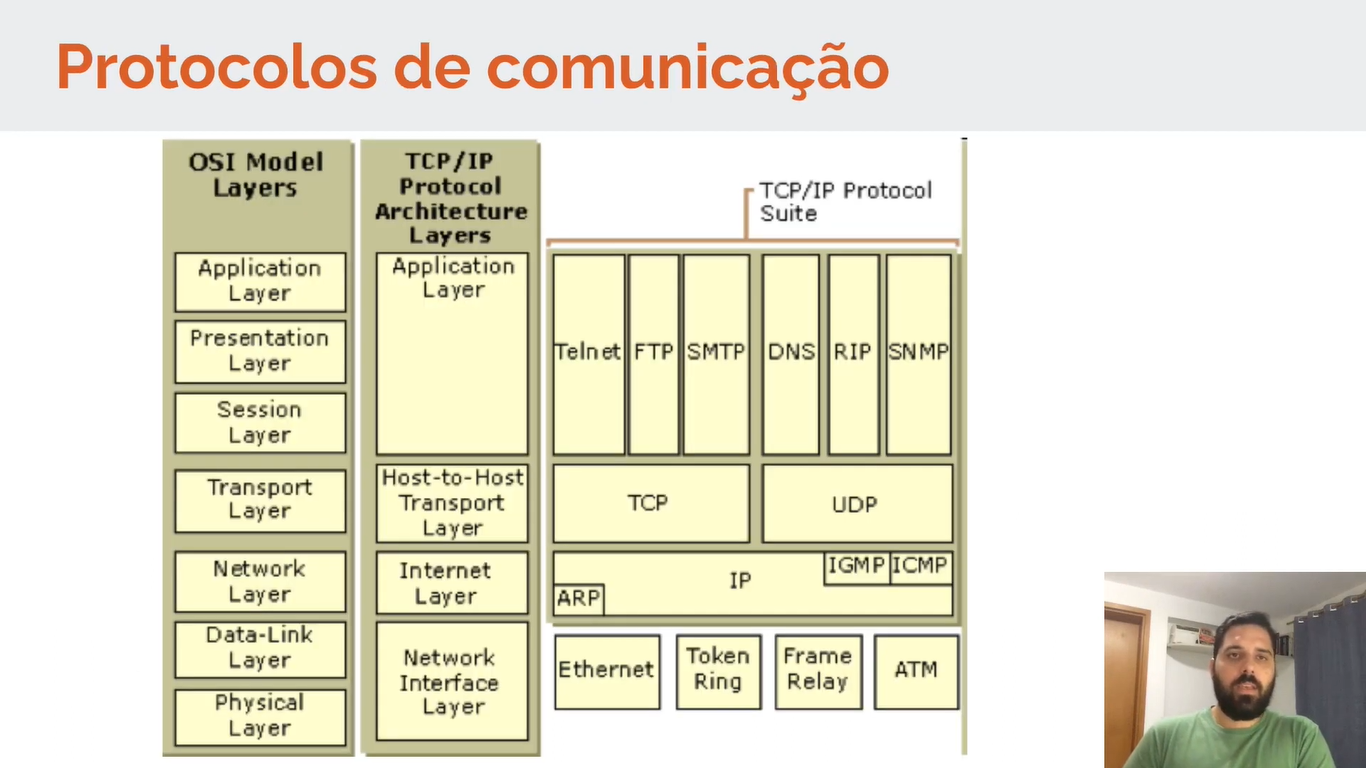 Protocolos de comunicação
OSI Model
Layers
Application
Layer
Presentation
Layer
Session
Layer
Transport
Layer
Network
Layer
Data-Link
Layer
Physical
Layer
TCP/IP
Protocol
Architecture
Layers
Application
Layer
Host-to-Host
Transport
Layer
Internet
Layer
Network
Interface
Layer
TCP/IP Protocol
Suite
Telnet
FTP
SMTP
DNS
RIP
SNMP
TCP
UDP
IP
IGMP
ICMP
ARP
Ethernet
Token
Ring
Frame
Relay
ATM